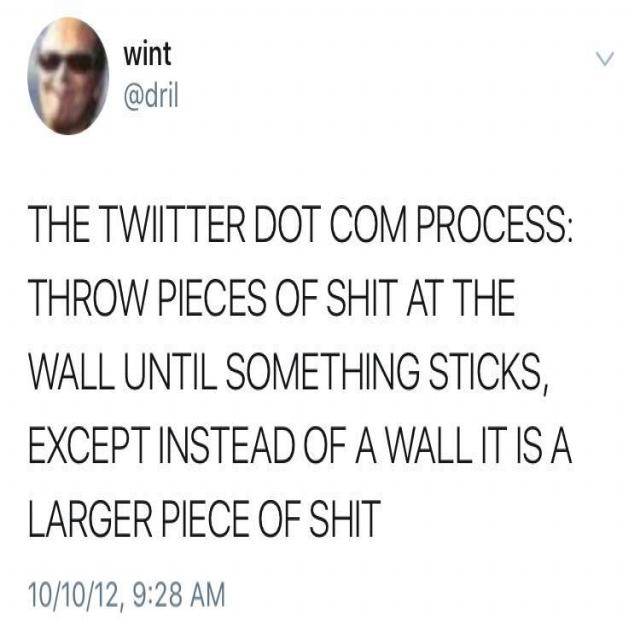 wint
@dril
THE TWIITTER DOT COM PROCESS:
THROW PIECES OF SHIT AT THE
WALL UNTIL SOMETHING STICKS,
EXCEPT INSTEAD OF A WALL IT IS A
LARGER PIECE OF SHIT
10/10/12, 9:28 AM